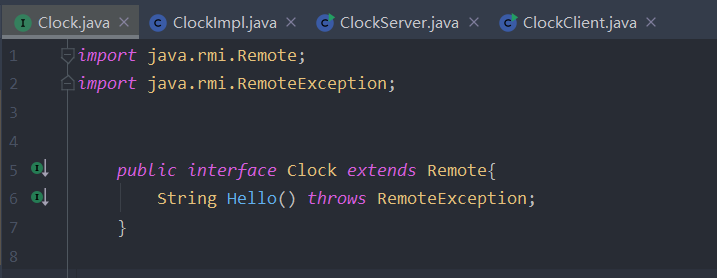 Clock.java ClockImpl.java ClockServer.java ClockClient.java
1 import java.rmi.Remote;
2 import java.rmi.RemoteException;
3
4
5 public interface Clock extends Remote{
6 String Hello() throws RemoteException;
7 }
8